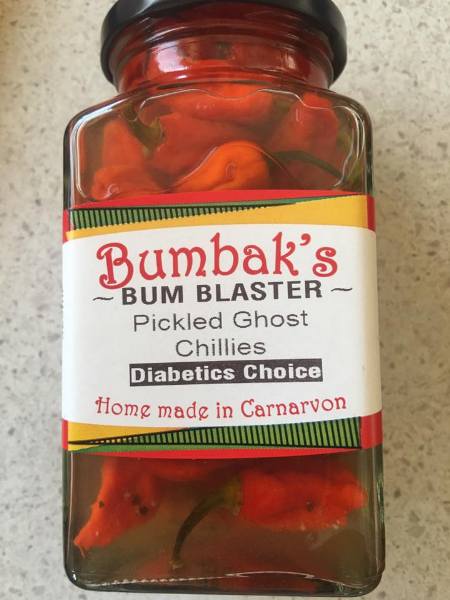 Bumbak's
~ BUM BLASTER ~
Pickled Ghost
Chillies
Diabetics Choice
Home made in Carnarvon